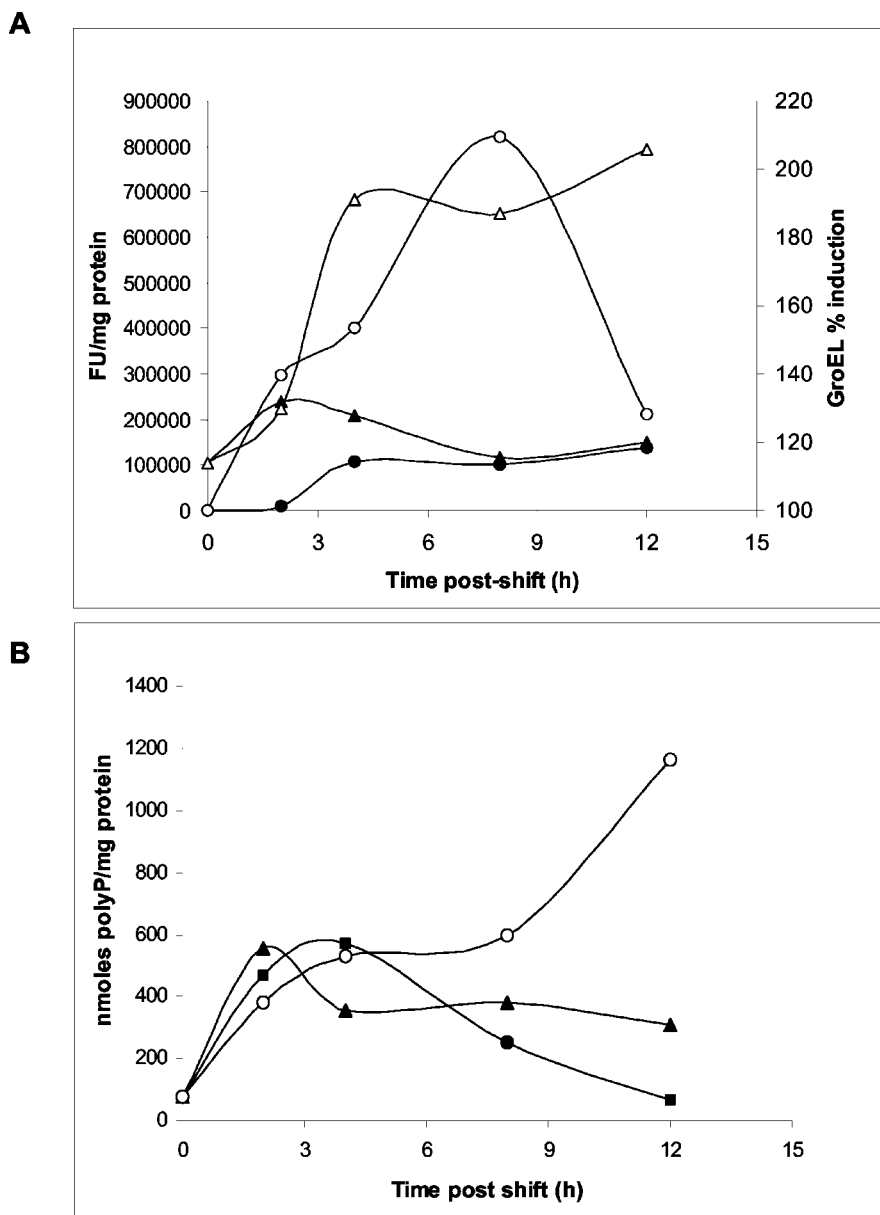 A
900000
800000
700000
600000
500000
400000
300000
200000
100000
0
FU/mg protein
220
200
180
160
140
120
100
GroEL % induction
0 3 6 9 12 15
Time post-shift (h)
B
1400
1200
1000
800
600
400
200
0
nmoles polyP/mg protein
0 3 6 9 12 15
Time post shift (h)